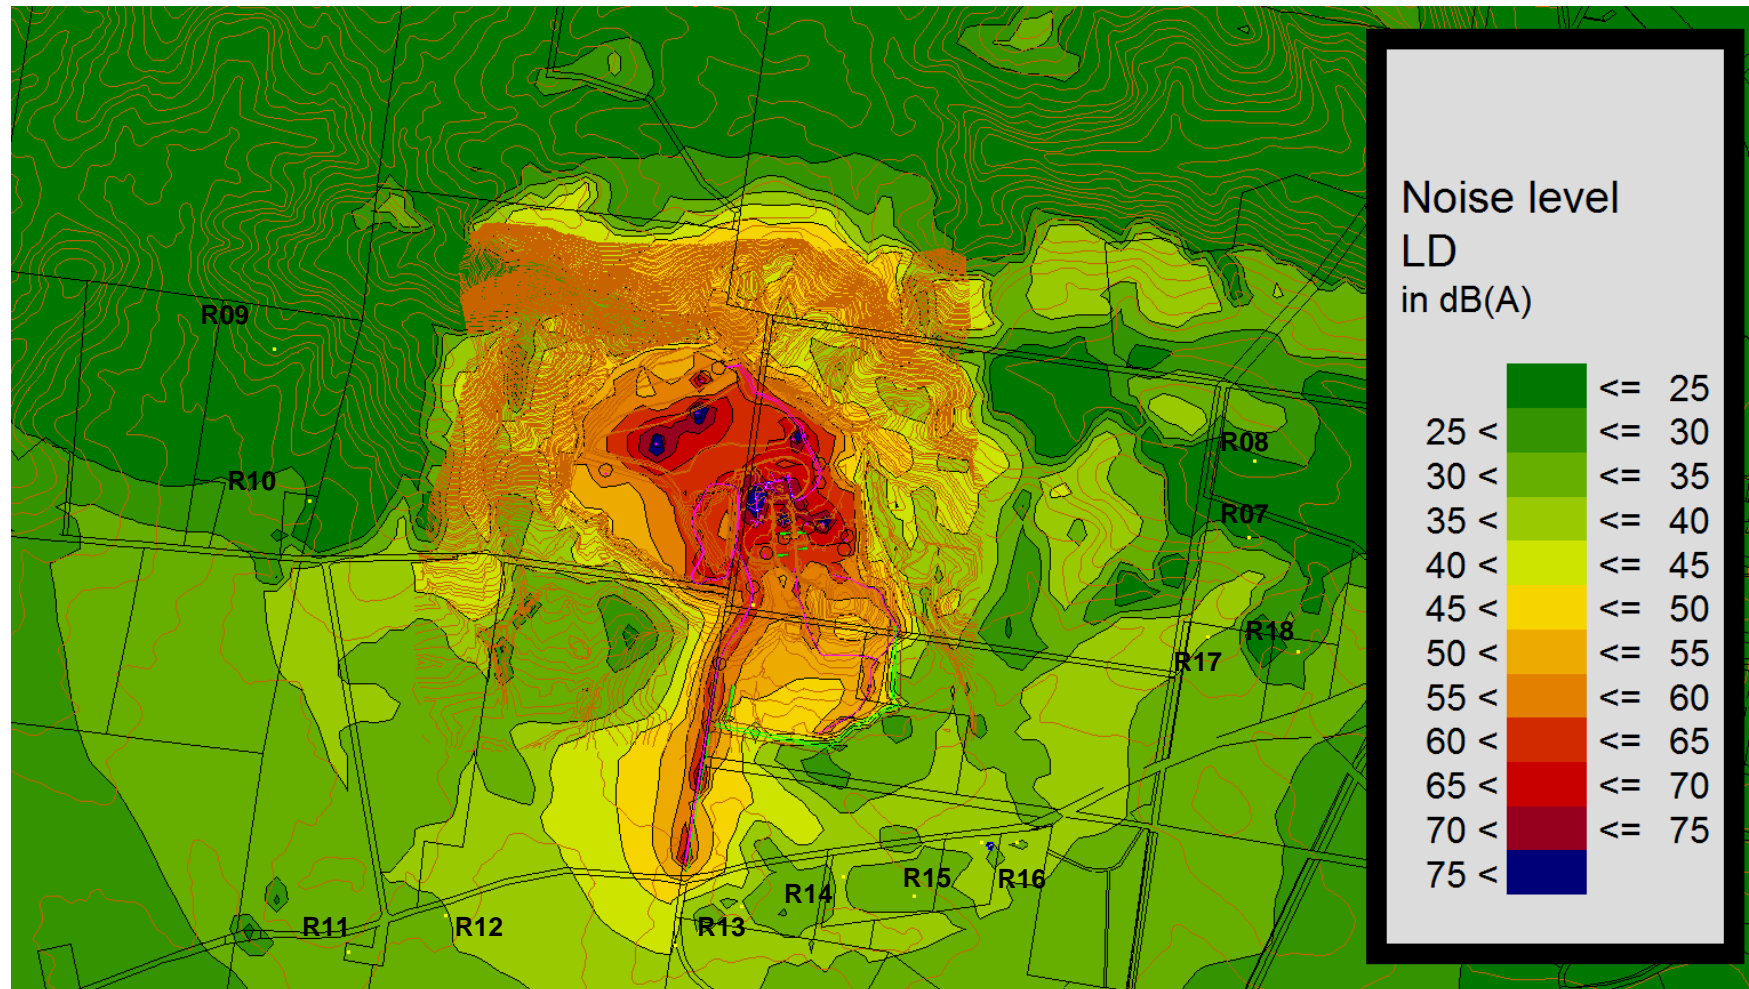 Noise level
LD
in dB(A)
<= 25
25 < <= 30
30 < <= 35
35 < <= 40
40 < <= 45
45 < <= 50
50 < <= 55
55 < <= 60
60 < <= 65
65 < <= 70
70 < <= 75
75 <
R09
R08
R10
R07
R18
R17
R16
R15
R14
R13
R12
R11